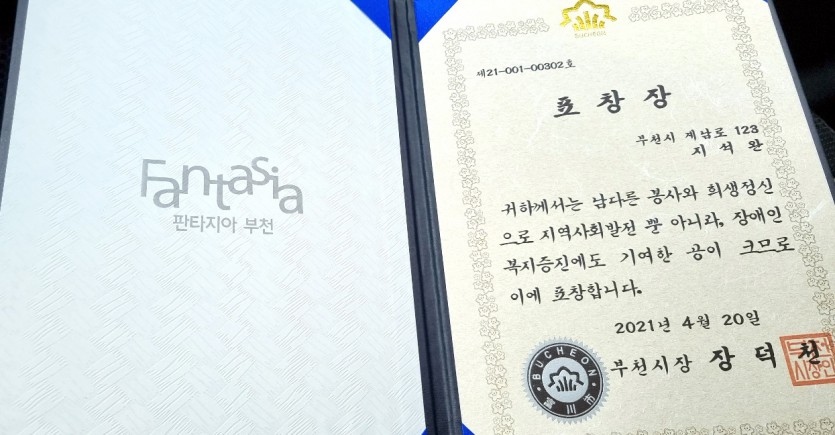 Fantasia
판타지아 부천
BUCHEON
제21-001-00302호
표 창 장
부천시 계남로 123
지 석 완
귀하께서는 남다른 봉사와 희생정신
으로 지역사회발전 뿐 아니라, 장애인
복지증진에도 기여한 공이 크므로
이에 표창합니다.
2021년 4월 20일
부천시장 장 덕 천
BUCHEON
富川市